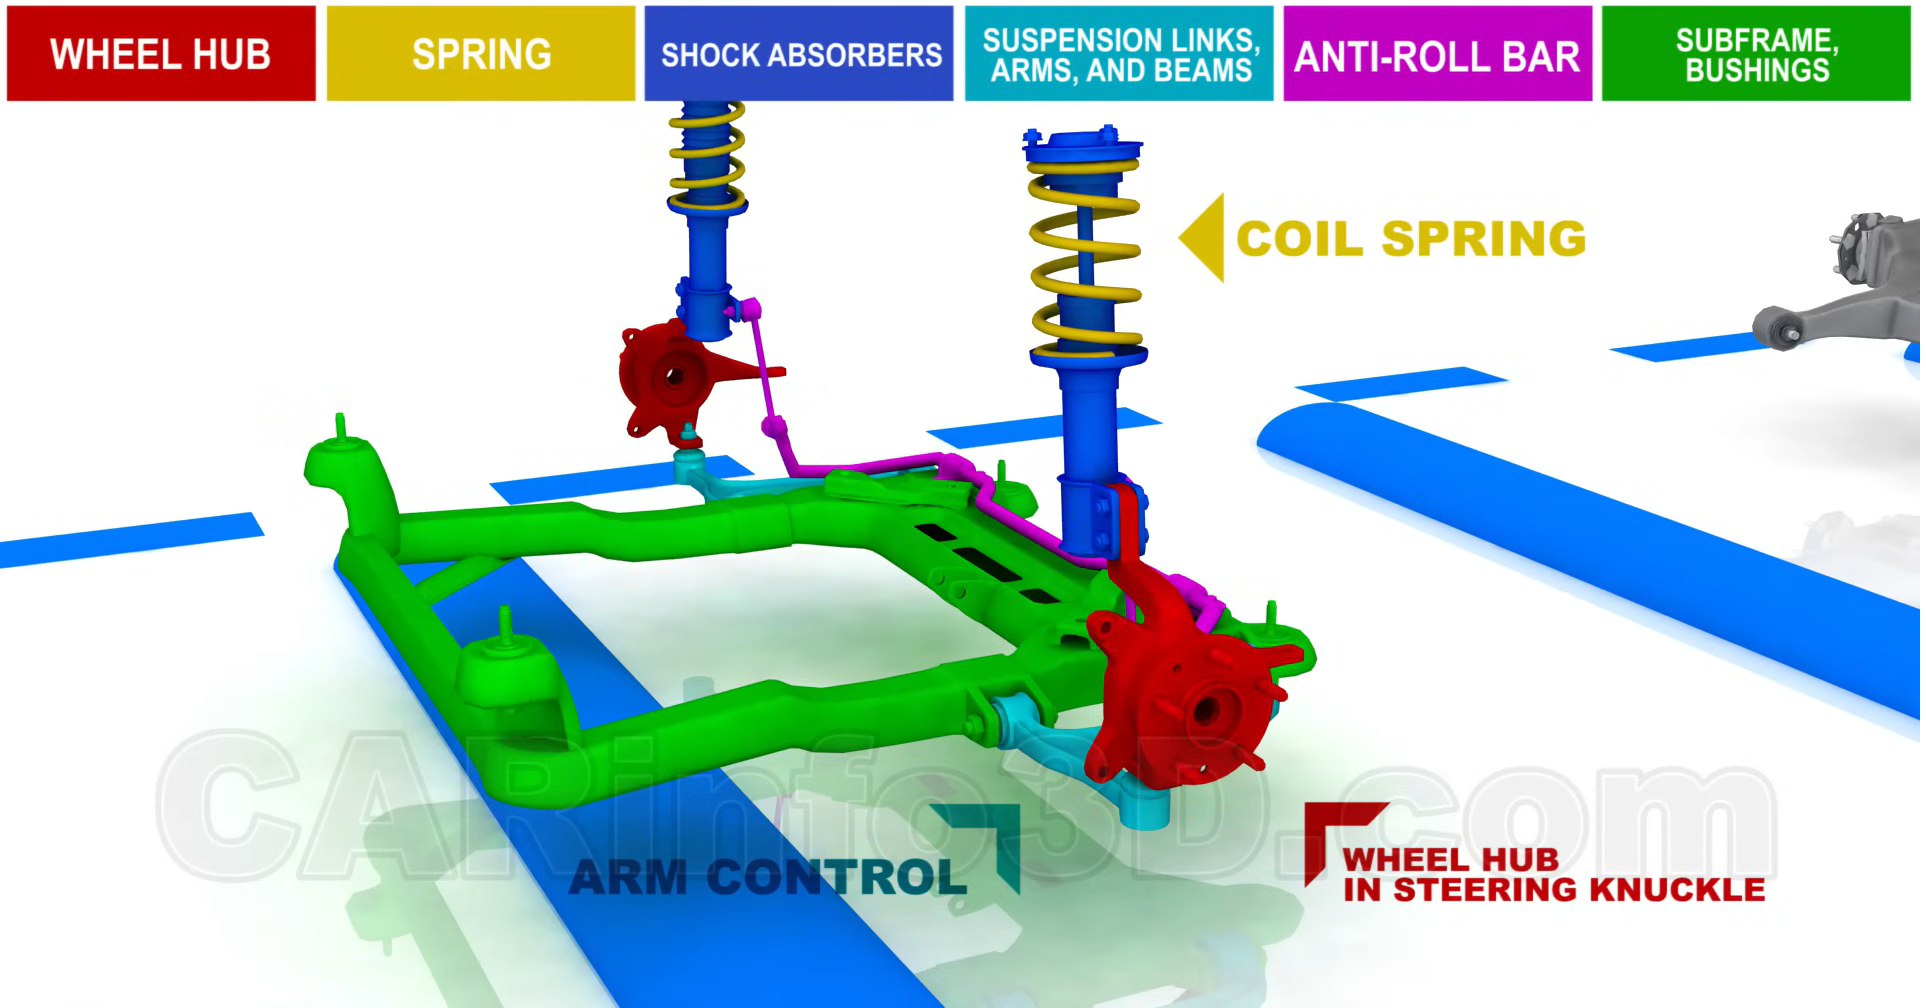 WHEEL HUB
SPRING
SHOCK ABSORBERS
SUSPENSION LINKS,
ARMS, AND BEAMS
ANTI-ROLL BAR
SUBFRAME,
BUSHINGS
COIL SPRING
CARinfo3D.com
ARM CONTROL
WHEEL HUB
IN STEERING KNUCKLE